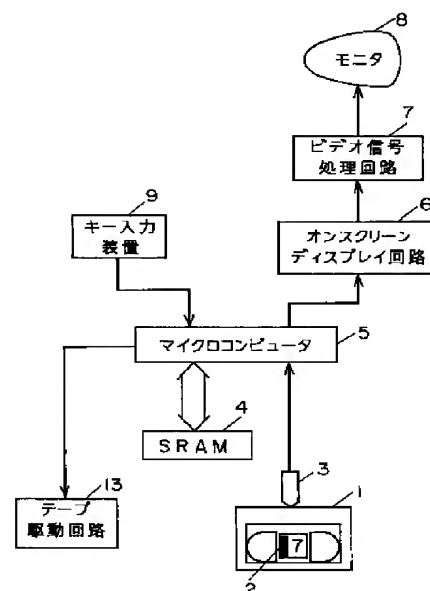 8
モニタ
7
ビデオ信号
処理回路
6
オンスクリーン
ディスプレイ回路
9
キー入力
装置
5
マイクロコンピュータ
4
SRAM
3
13
テープ
駆動回路
1
7
2